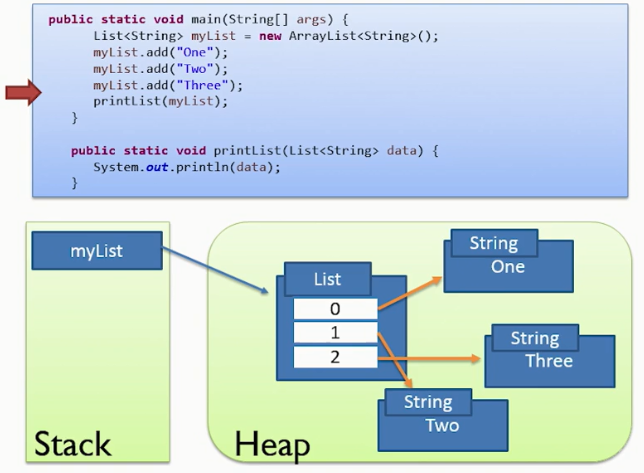 public static void main(String[] args) {
List<String> myList = new ArrayList<String>();
myList.add("One");
myList.add("Two");
myList.add("Three");
printList(myList);
}
public static void printList(List<String> data) {
System.out.println(data);
}
myList
List
0
1
2
String
One
String
Three
String
Two
Stack
Heap